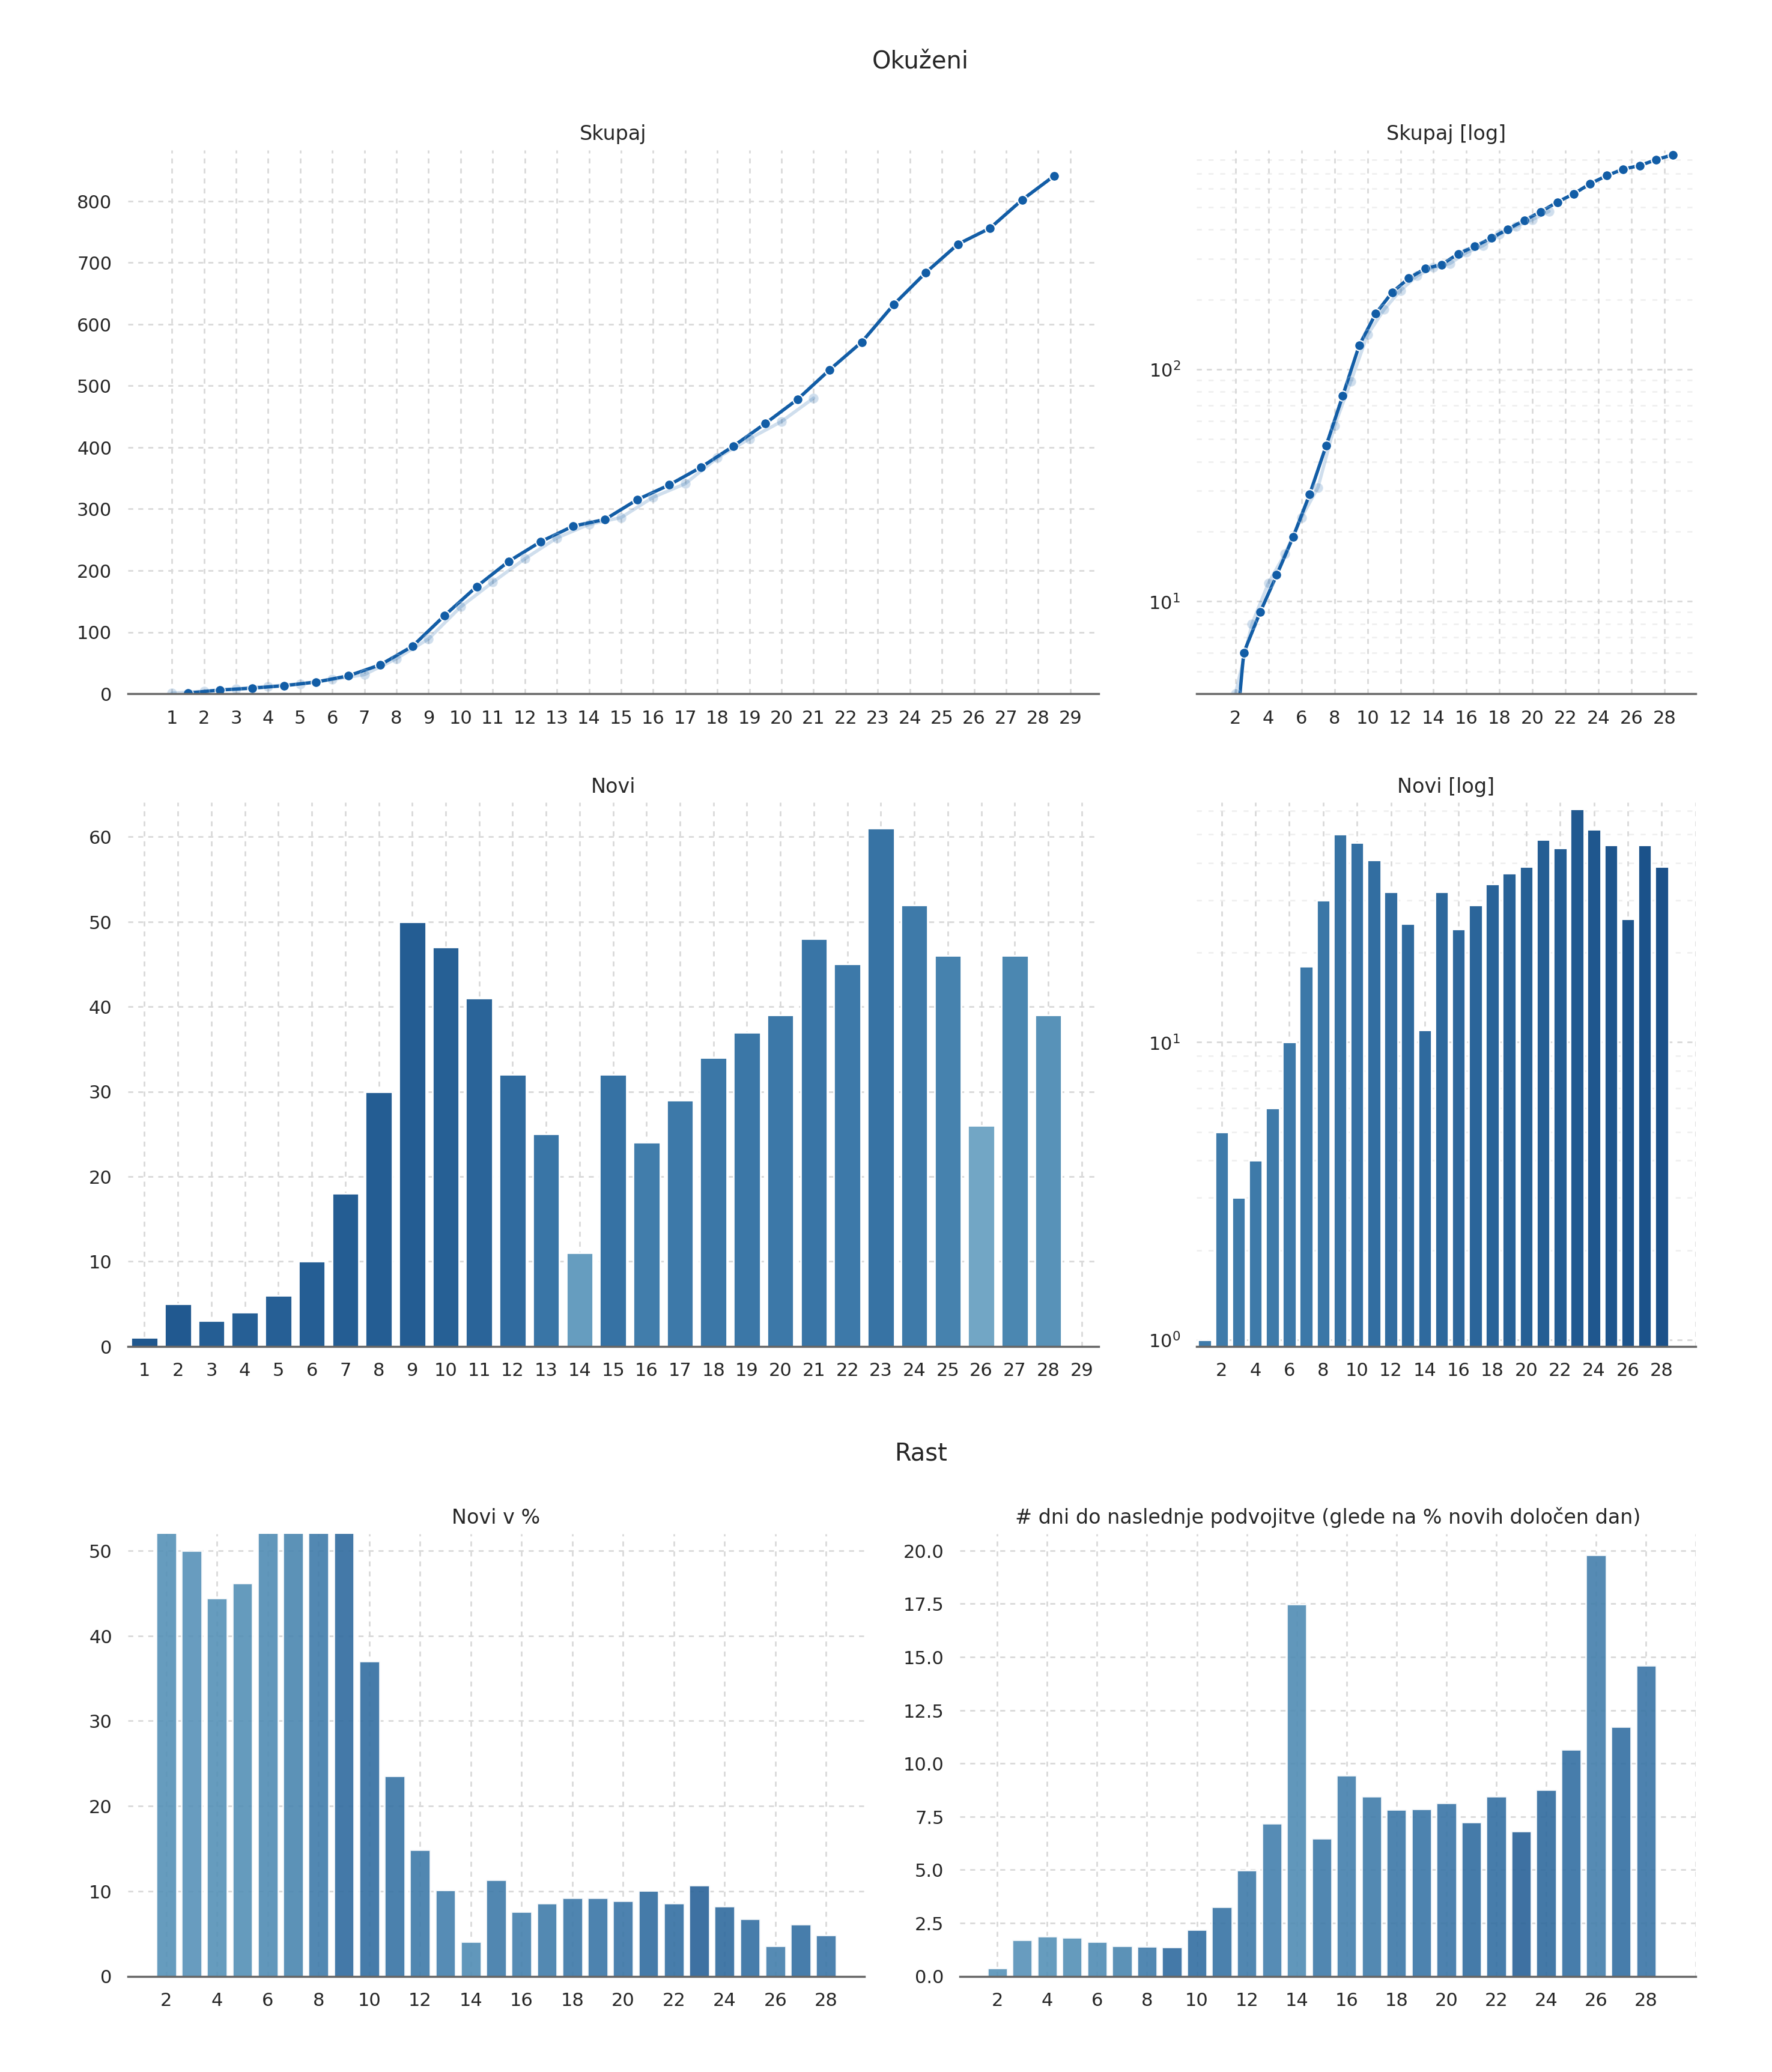 Okuženi
Skupaj
Skupaj [log]
800
700
600
500
400
300
200
100
0
1 2 3 4 5 6 7 8 9 10 11 12 13 14 15 16 17 18 19 20 21 22 23 24 25 26 27 28 29
10²
10¹
2 4 6 8 10 12 14 16 18 20 22 24 26 28
Novi
Novi [log]
60
50
40
30
20
10
0
1 2 3 4 5 6 7 8 9 10 11 12 13 14 15 16 17 18 19 20 21 22 23 24 25 26 27 28 29
10¹
10⁰
2 4 6 8 10 12 14 16 18 20 22 24 26 28
Rast
Novi v %
# dni do naslednje podvojitve (glede na % novih določen dan)
50
40
30
20
10
0
2 4 6 8 10 12 14 16 18 20 22 24 26 28
20.0
17.5
15.0
12.5
10.0
7.5
5.0
2.5
0.0
2 4 6 8 10 12 14 16 18 20 22 24 26 28